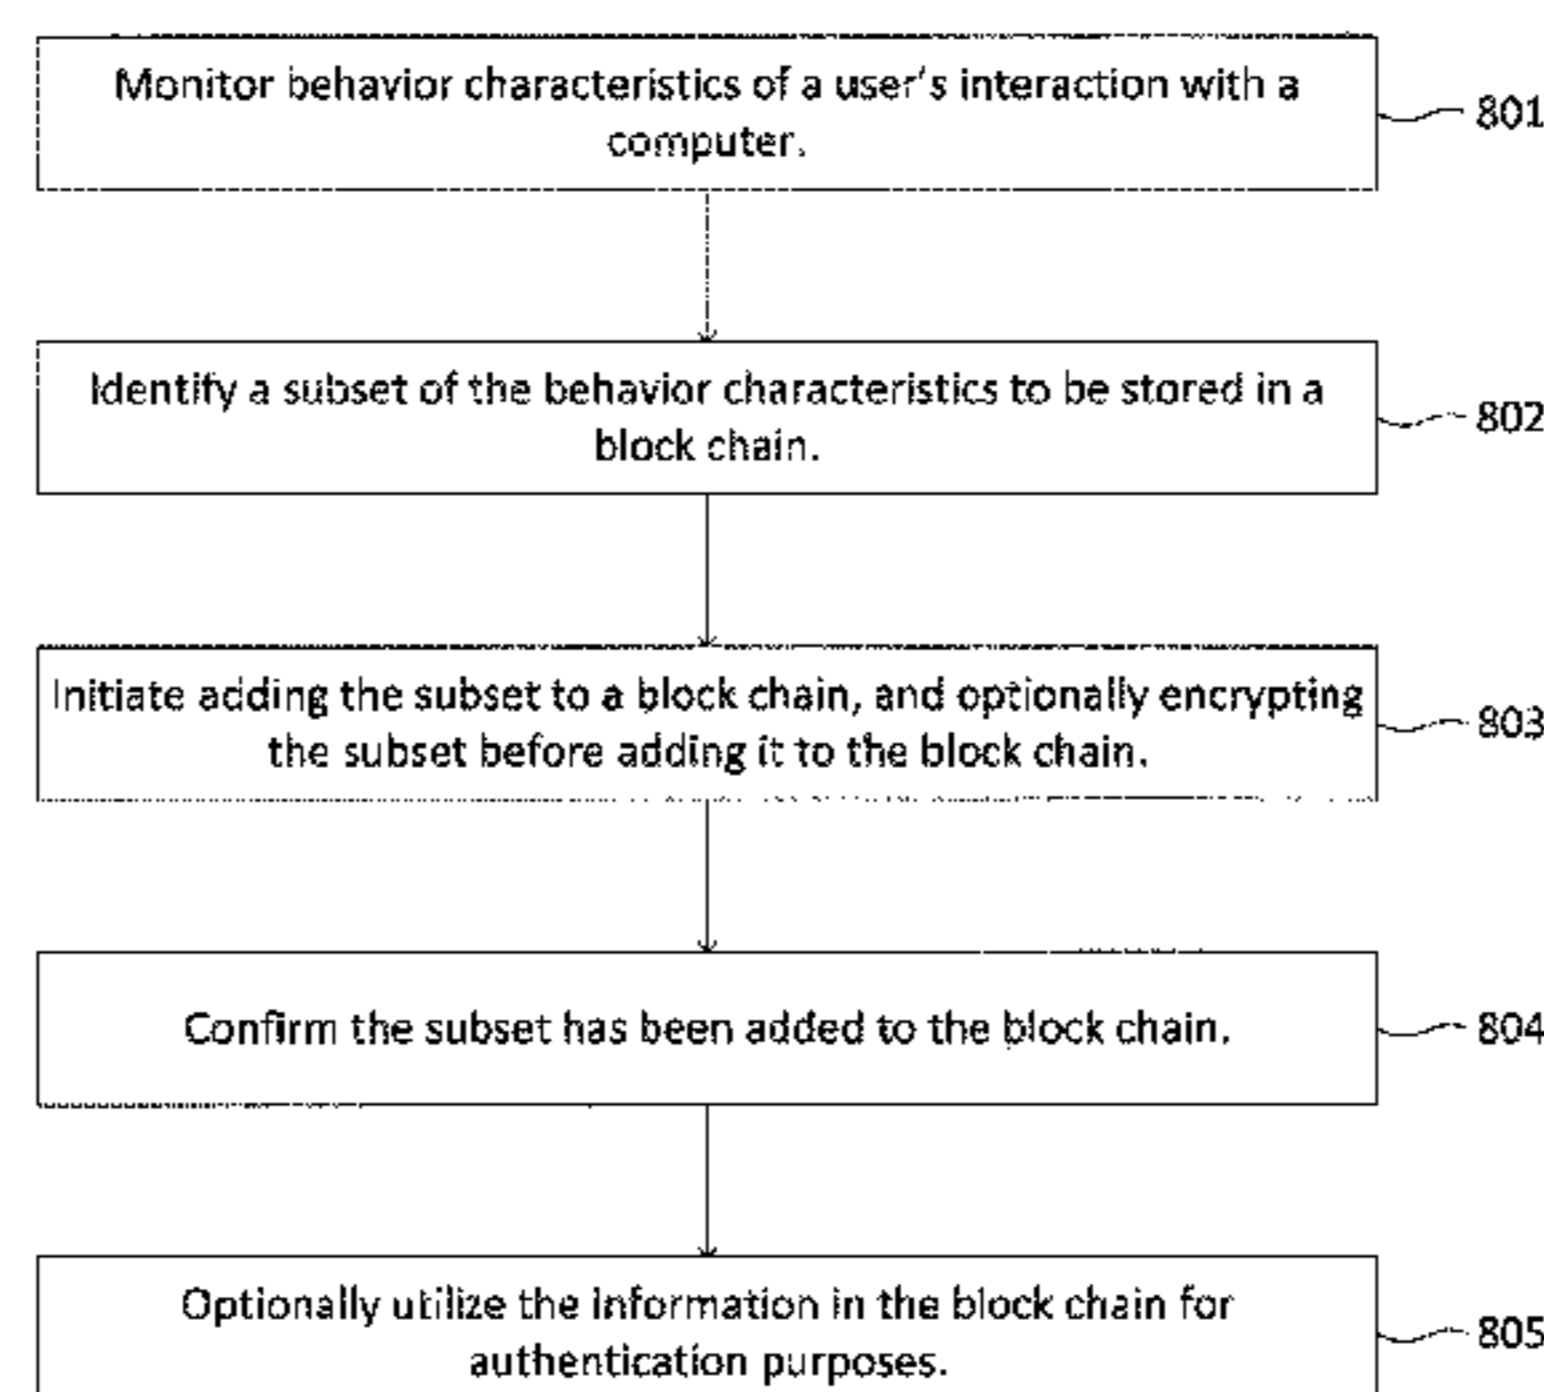 Monitor behavior characteristics of a user's interaction with a
computer.
801
Identify a subset of the behavior characteristics to be stored in a
block chain.
802
Initiate adding the subset to a block chain, and optionally encrypting
the subset before adding it to the block chain.
803
Confirm the subset has been added to the block chain.
804
Optionally utilize the information in the block chain for
authentication purposes.
805